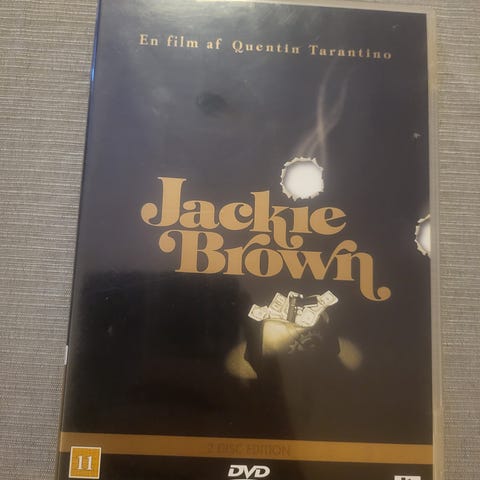 En film af Quentin Tarantino
Jackie
Brown
2 DISC EDITION
11
DVD